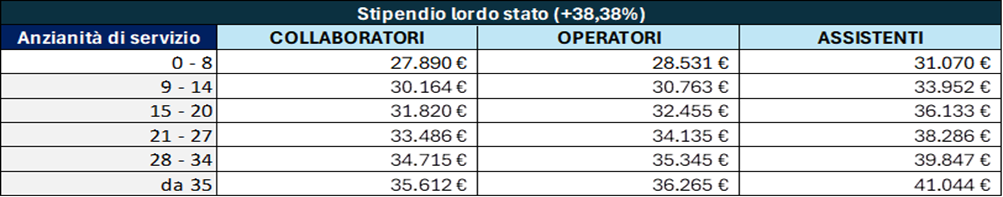 Stipendio lordo stato (+38,38%)
Anzianità di servizio COLLABORATORI OPERATORI ASSISTENTI
0 - 8 27.890 € 28.531 € 31.070 €
9 - 14 30.164 € 30.763 € 33.952 €
15 - 20 31.820 € 32.455 € 36.133 €
21 - 27 33.486 € 34.135 € 38.286 €
28 - 34 34.715 € 35.345 € 39.847 €
da 35 35.612 € 36.265 € 41.044 €